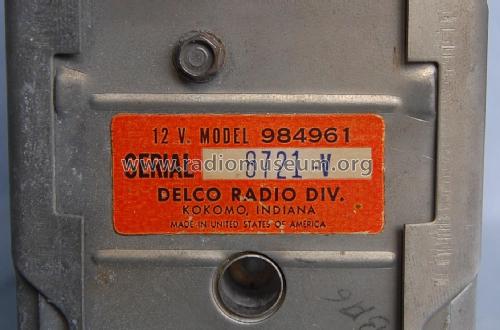 12 V. MODEL 984961
SERIAL 8721-V
www.radiomuseum.org
DELCO RADIO DIV.
KOKOMO, INDIANA
MADE IN UNITED STATES OF AMERICA